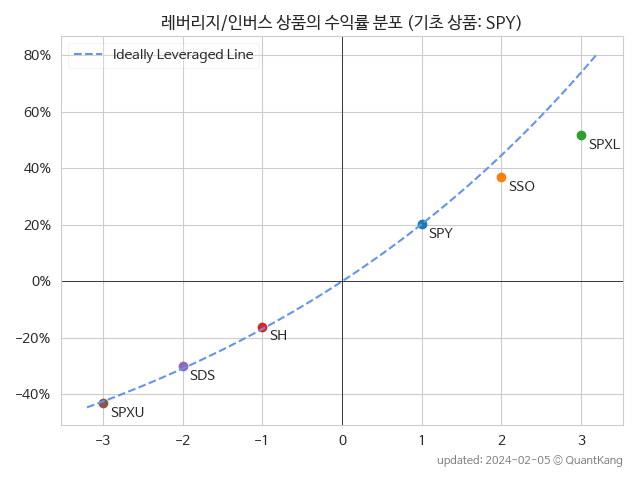 레버리지/인버스 상품의 수익률 분포 (기초 상품: SPY)
80%
Ideally Leveraged Line
60%
SPXL
40%
SSO
20%
SPY
0%
−20%
SH
SDS
−40%
SPXU
−3
−2
−1
0
1
2
3
updated: 2024-02-05 © QuantKang